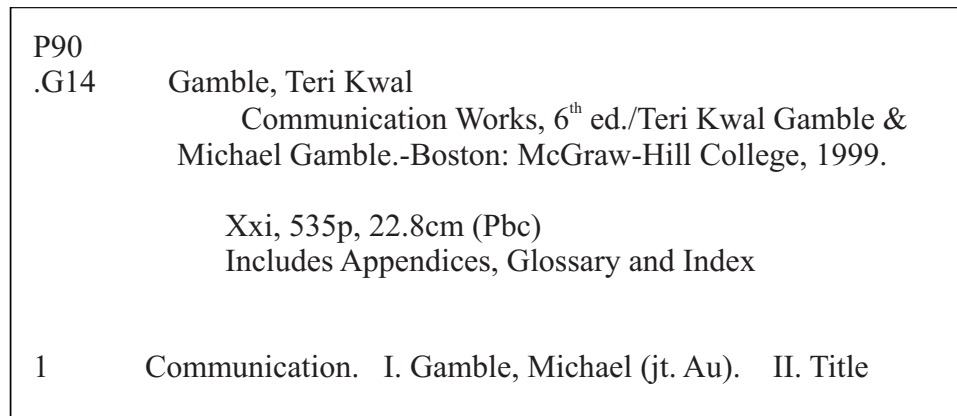 P90
.G14 Gamble, Teri Kwal
Communication Works, 6th ed./Teri Kwal Gamble &
Michael Gamble.-Boston: McGraw-Hill College, 1999.
Xxi, 535p, 22.8cm (Pbc)
Includes Appendices, Glossary and Index
1 Communication. I. Gamble, Michael (jt. Au). II. Title